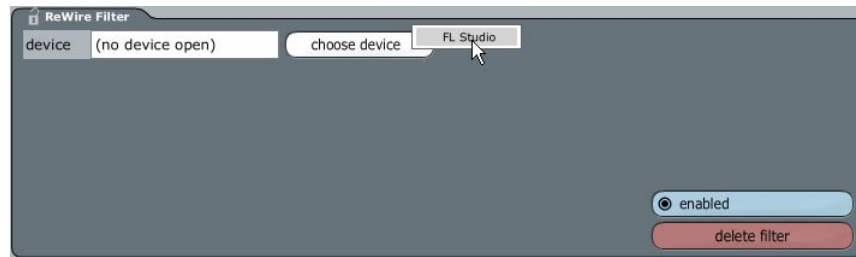 ReWire Filter
device (no device open) choose device FL Studio
enabled
delete filter